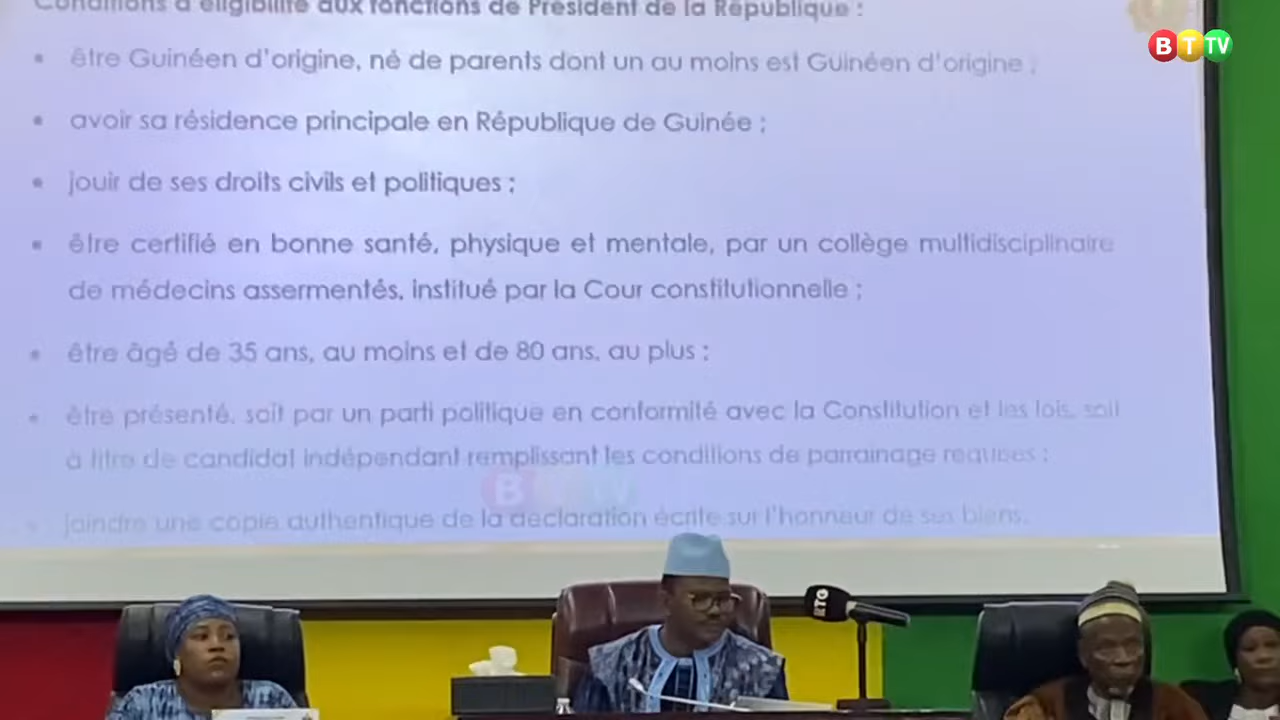 Conditions d'éligibilité aux fonctions de Président de la République :
BTTV
• être Guinéen d'origine, né de parents dont un au moins est Guinéen d'origine ;
• avoir sa résidence principale en République de Guinée ;
• jouir de ses droits civils et politiques ;
• être certifié en bonne santé, physique et mentale, par un collège multidisciplinaire
de médecins assermentés, institué par la Cour constitutionnelle ;
• être âgé de 35 ans, au moins et de 80 ans, au plus ;
• être présenté, soit par un parti politique en conformité avec la Constitution et les lois, soit
à titre de candidat indépendant remplissant les conditions de parrainage requises ;
BTTV
• joindre une copie authentique de la déclaration écrite sur l'honneur de ses biens.
RTG